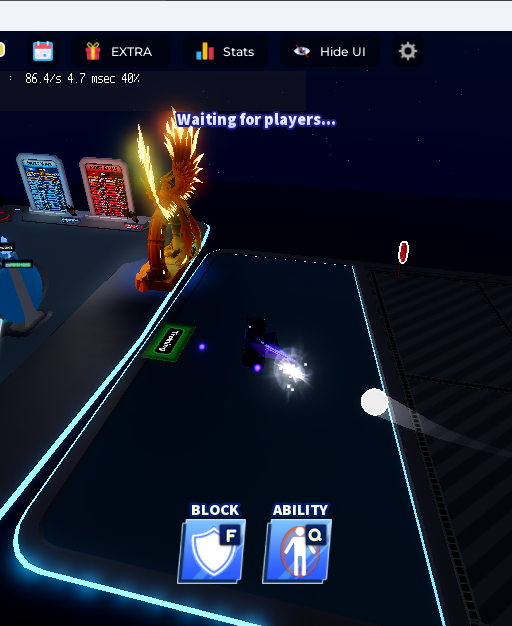 EXTRA
Stats
Hide UI
: 86.4/s 4.7 msec 40%
Waiting for players...
BLOCK
ABILITY
F
Q